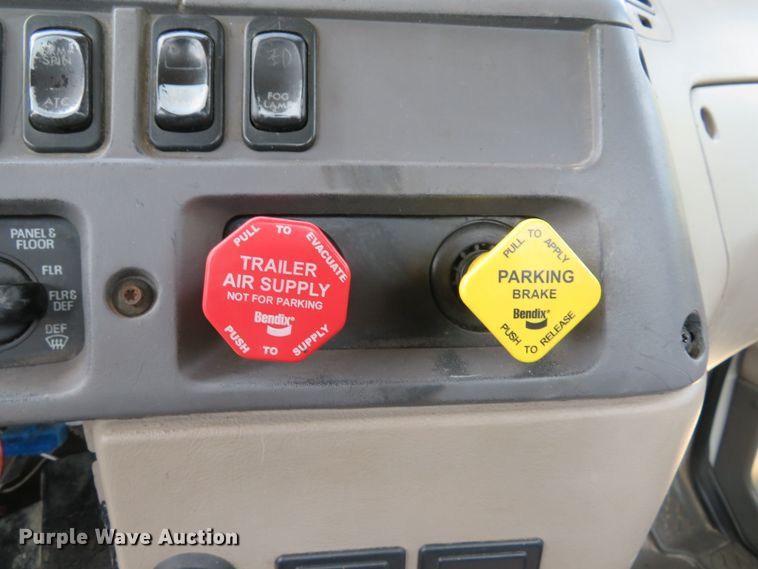 SPIN
ATC
FOG
LAMP
PANEL &
FLOOR
FLR
FLR&
DEF
DEF
PULL TO EVACUATE
TRAILER
AIR SUPPLY
NOT FOR PARKING
Bendix®
PUSH TO SUPPLY
PULL TO APPLY
PARKING
BRAKE
Bendix®
PUSH TO RELEASE
Purple Wave Auction